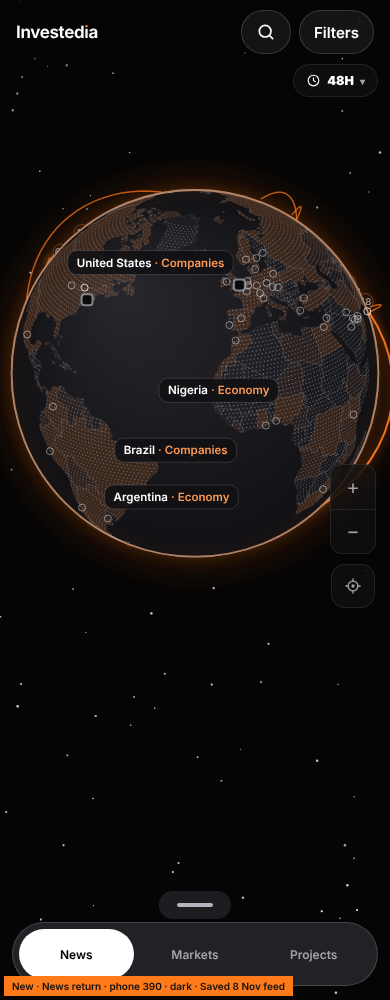 Investedia
Filters
48H
8
United States · Companies
Nigeria · Economy
Brazil · Companies
Argentina · Economy
+
−
News
Markets
Projects
New · News return · phone 390 · dark · Saved 8 Nov feed